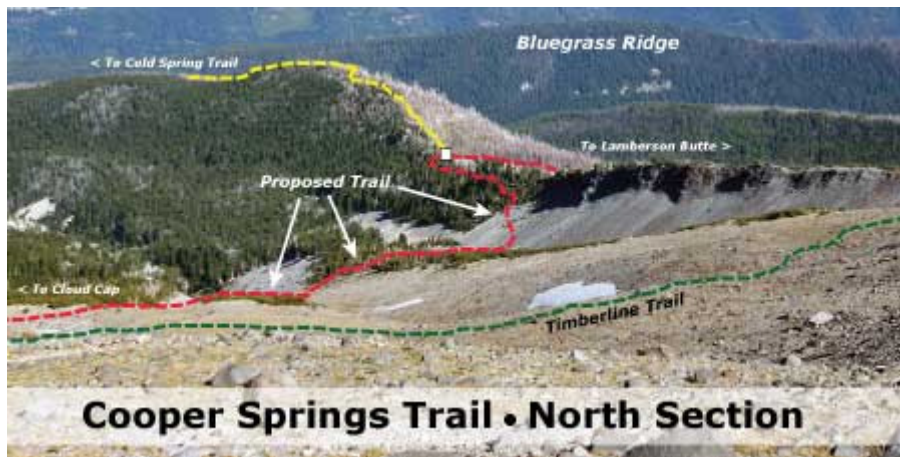 Bluegrass Ridge
< To Cold Spring Trail
To Lamberson Butte >
Proposed Trail
< To Cloud Cap
Timberline Trail
Cooper Springs Trail • North Section